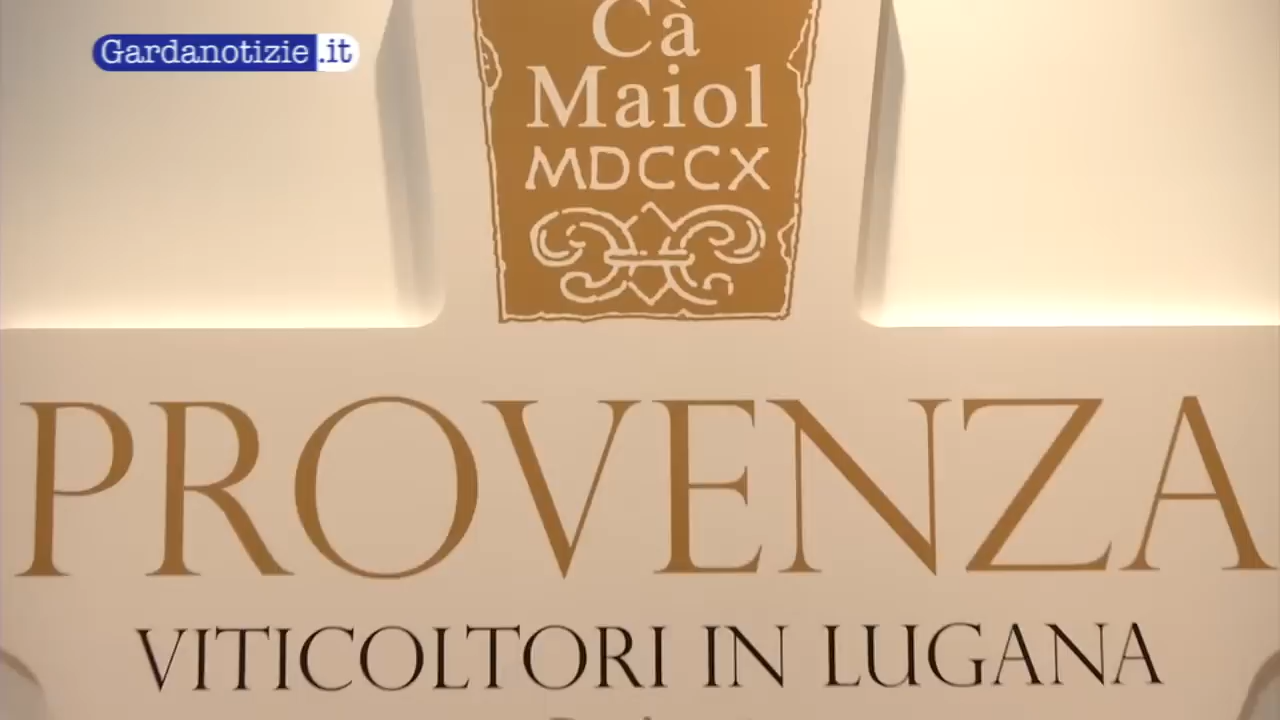 Gardanotizie.it
Cà
Maiol
MDCCX
PROVENZA
VITICOLTORI IN LUGANA